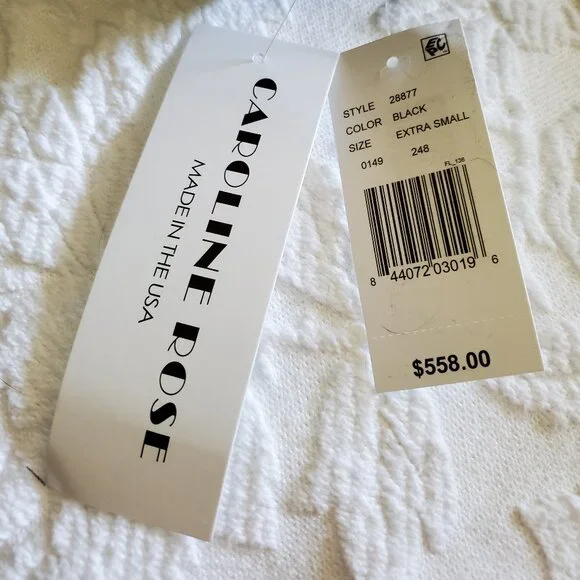 CAROLINE ROSE
MADE IN THE USA
EC
STYLE 28877
COLOR BLACK
SIZE EXTRA SMALL
0149 248
FL_136
8 44072 03019 6
$558.00